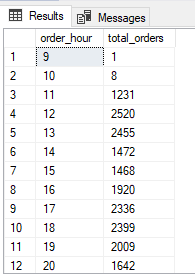 Results Messages
order_hour total_orders
1 9 1
2 10 8
3 11 1231
4 12 2520
5 13 2455
6 14 1472
7 15 1468
8 16 1920
9 17 2336
10 18 2399
11 19 2009
12 20 1642